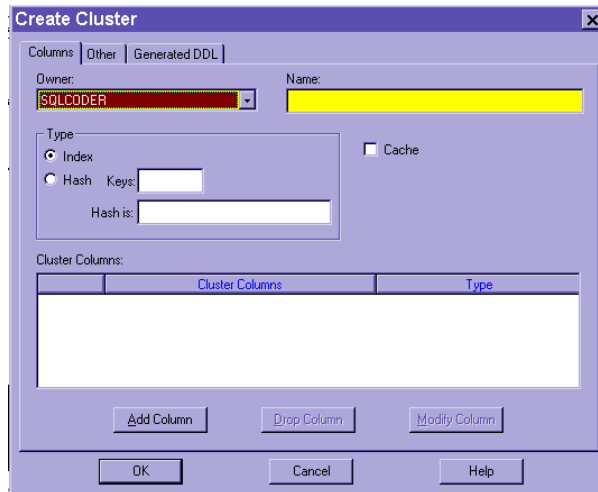 Create Cluster
Columns Other Generated DDL
Owner: Name:
SQLCODER
Type
Index
Cache
Hash Keys:
Hash is:
Cluster Columns:
Cluster Columns Type
Add Column Drop Column Modify Column
OK Cancel Help